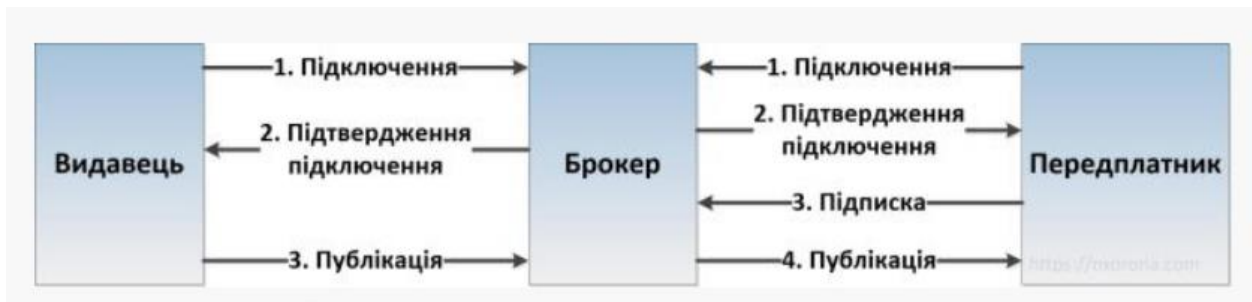 1. Підключення
1. Підключення
2. Підтвердження
підключення
2. Підтвердження
підключення
Видавець
Брокер
Передплатник
3. Підписка
3. Публікація
4. Публікація